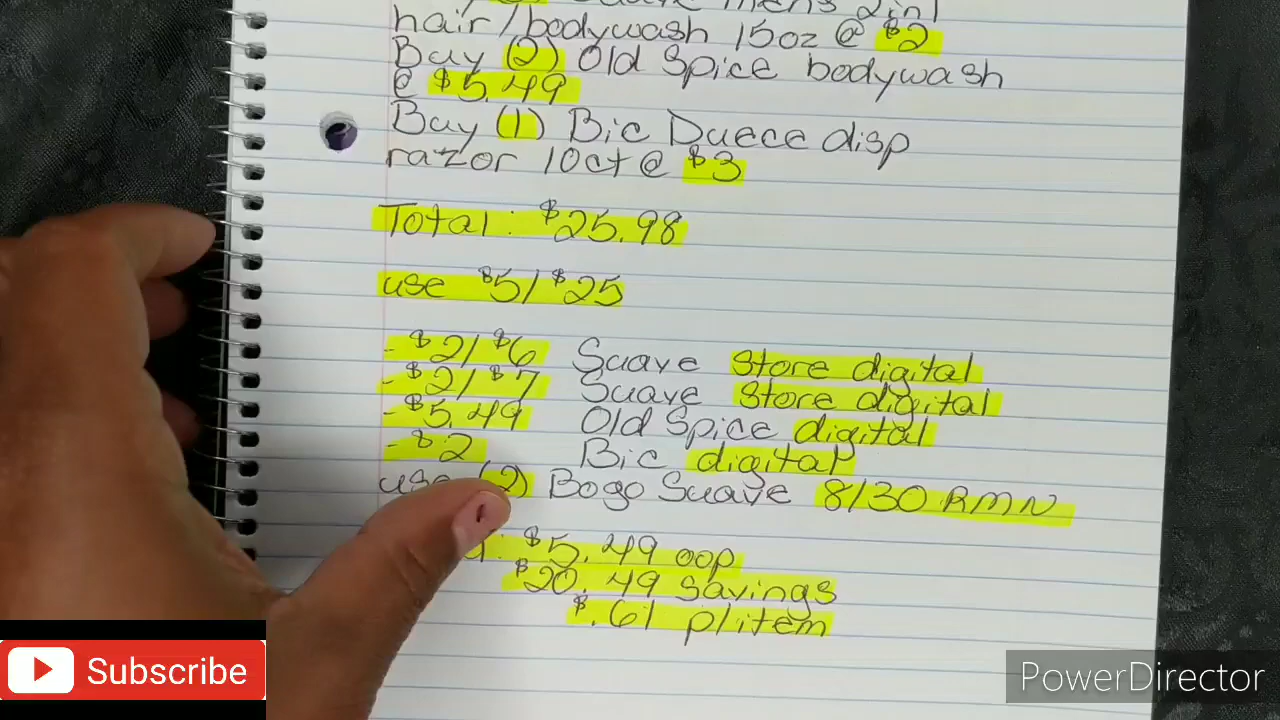 mens 2in1
hair/bodywash 15oz @ $2
Buy (2) Old Spice bodywash
@ $5.49
Buy (1) Bic Duece disp
razor 10ct @ $3
Total: $25.98
use $5/$25
- $2/$6 Suave store digital
- $2/$7 Suave store digital
- $5.49 Old Spice digital
- $2 Bic digital
use (2) Bogo Suave 8/30 RMN
$5.49 oop
$20.49 savings
$.61 p/item
Subscribe
PowerDirector